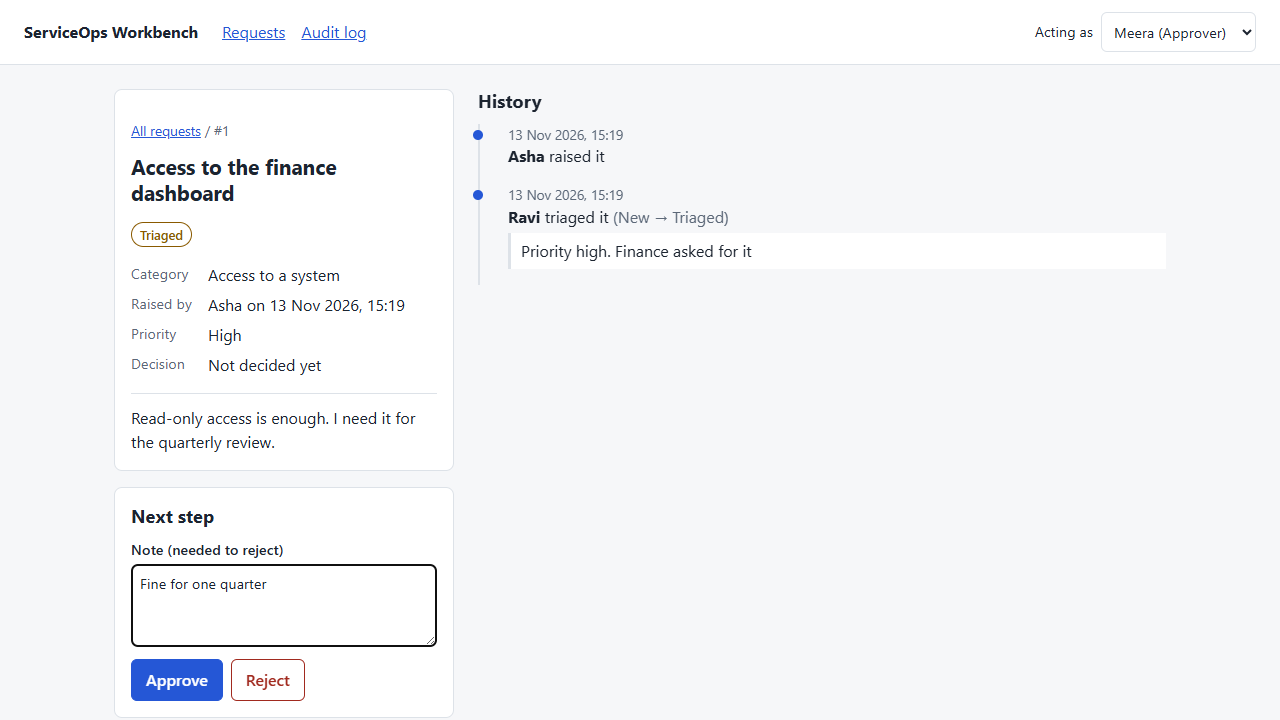 ServiceOps Workbench
Requests
Audit log
Acting as
Meera (Approver)
All requests / #1
Access to the finance
dashboard
Triaged
Category Access to a system
Raised by Asha on 13 Nov 2026, 15:19
Priority High
Decision Not decided yet
Read-only access is enough. I need it for
the quarterly review.
Next step
Note (needed to reject)
Fine for one quarter
Approve
Reject
History
13 Nov 2026, 15:19
Asha raised it
13 Nov 2026, 15:19
Ravi triaged it (New → Triaged)
Priority high. Finance asked for it